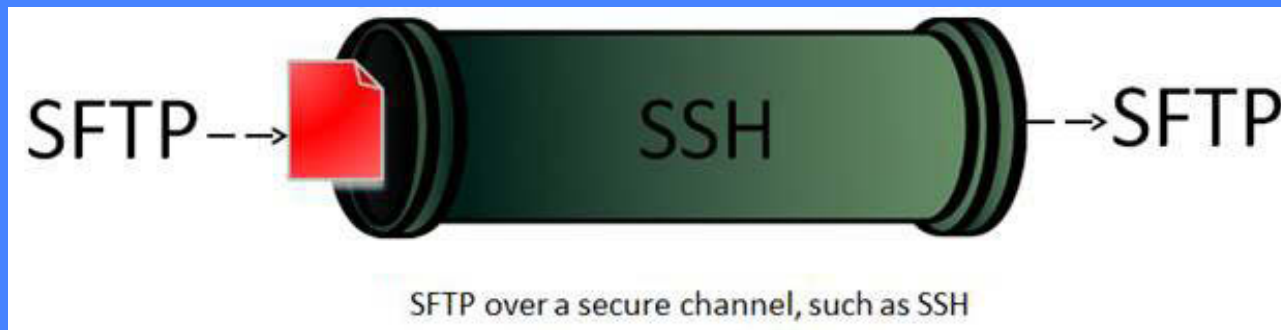 SFTP SSH SFTP
SFTP over a secure channel, such as SSH